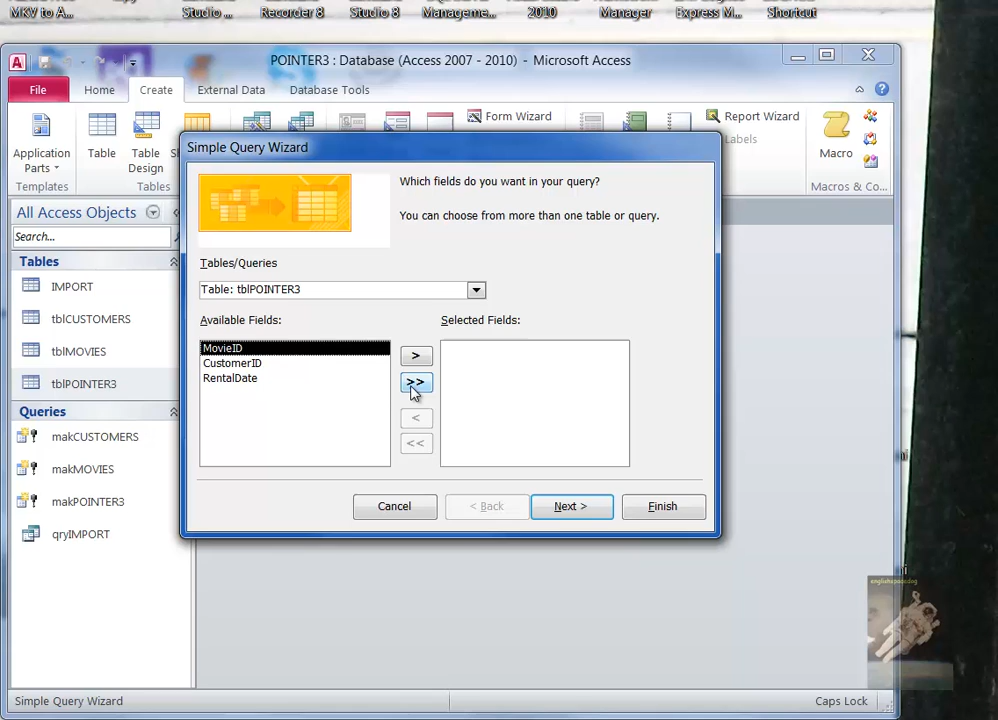 MKV to A...
Studio ...
Recorder 8
Studio 8
Manageme...
2010
Manager
Express M...
Shortcut
POINTER3 : Database (Access 2007 - 2010) - Microsoft Access
File
Home
Create
External Data
Database Tools
Application Parts
Table
Table Design
Form Wizard
Report Wizard
Labels
Macro
Templates
Tables
Macros & Co...
All Access Objects
Search...
Tables
IMPORT
tblCUSTOMERS
tblMOVIES
tblPOINTER3
Queries
makCUSTOMERS
makMOVIES
makPOINTER3
qryIMPORT
Simple Query Wizard
Which fields do you want in your query?
You can choose from more than one table or query.
Tables/Queries
Table: tblPOINTER3
Available Fields:
Selected Fields:
MovieID
CustomerID
RentalDate
>
>>
<
<<
Cancel
< Back
Next >
Finish
Simple Query Wizard
Caps Lock